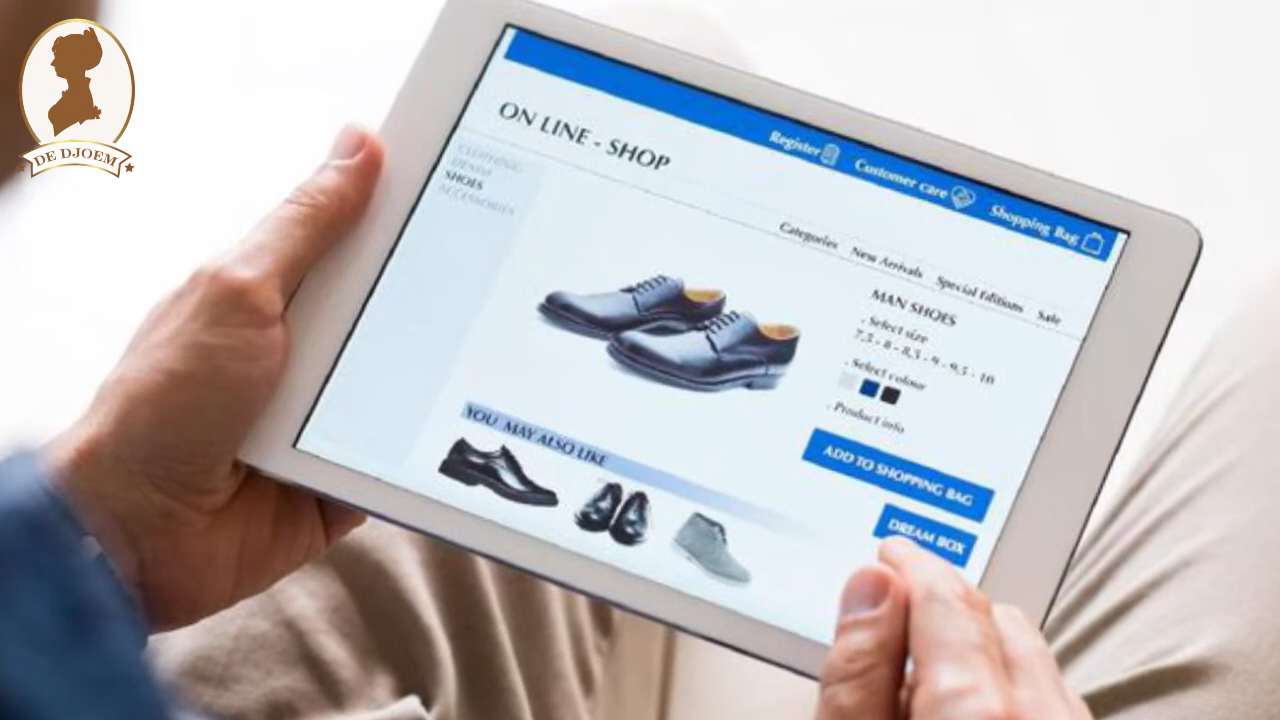 DE DJOEM
Register
Customer care
Shopping Bag
ON LINE - SHOP
CLOTHING
DENIM
SHOES
ACCESSORIES
Categories
New Arrivals
Special Editions
Sale
MAN SHOES
. Select size
7,5 - 8 - 8,5 - 9 - 9,5 - 10
. Select colour
. Product info
ADD TO SHOPPING BAG
DREAM BOX
YOU MAY ALSO LIKE